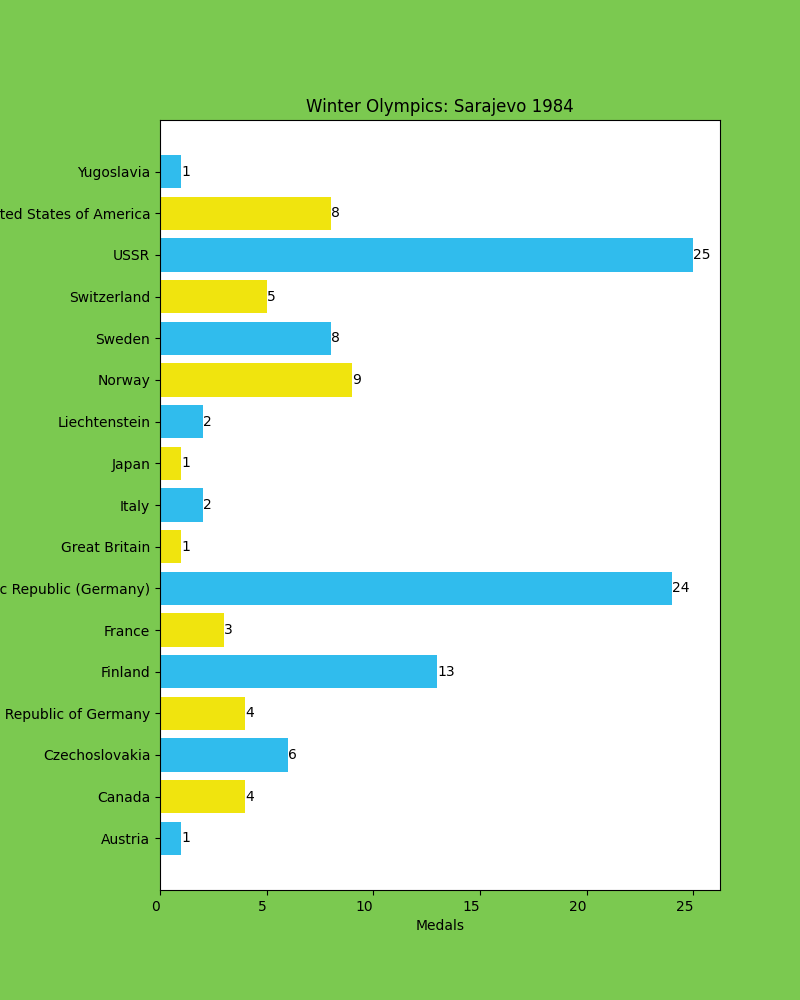 Winter Olympics: Sarajevo 1984
Yugoslavia 1
ted States of America 8
USSR 25
Switzerland 5
Sweden 8
Norway 9
Liechtenstein 2
Japan 1
Italy 2
Great Britain 1
c Republic (Germany) 24
France 3
Finland 13
Republic of Germany 4
Czechoslovakia 6
Canada 4
Austria 1
0 5 10 15 20 25
Medals